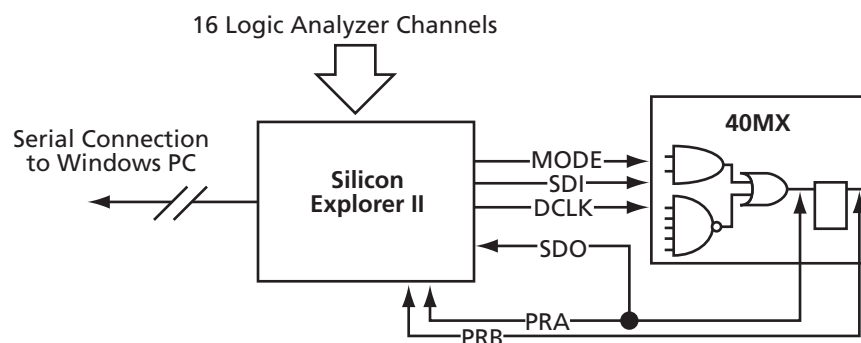 16 Logic Analyzer Channels
Serial Connection
to Windows PC
Silicon
Explorer II
MODE
SDI
DCLK
SDO
PRA
PRB
40MX